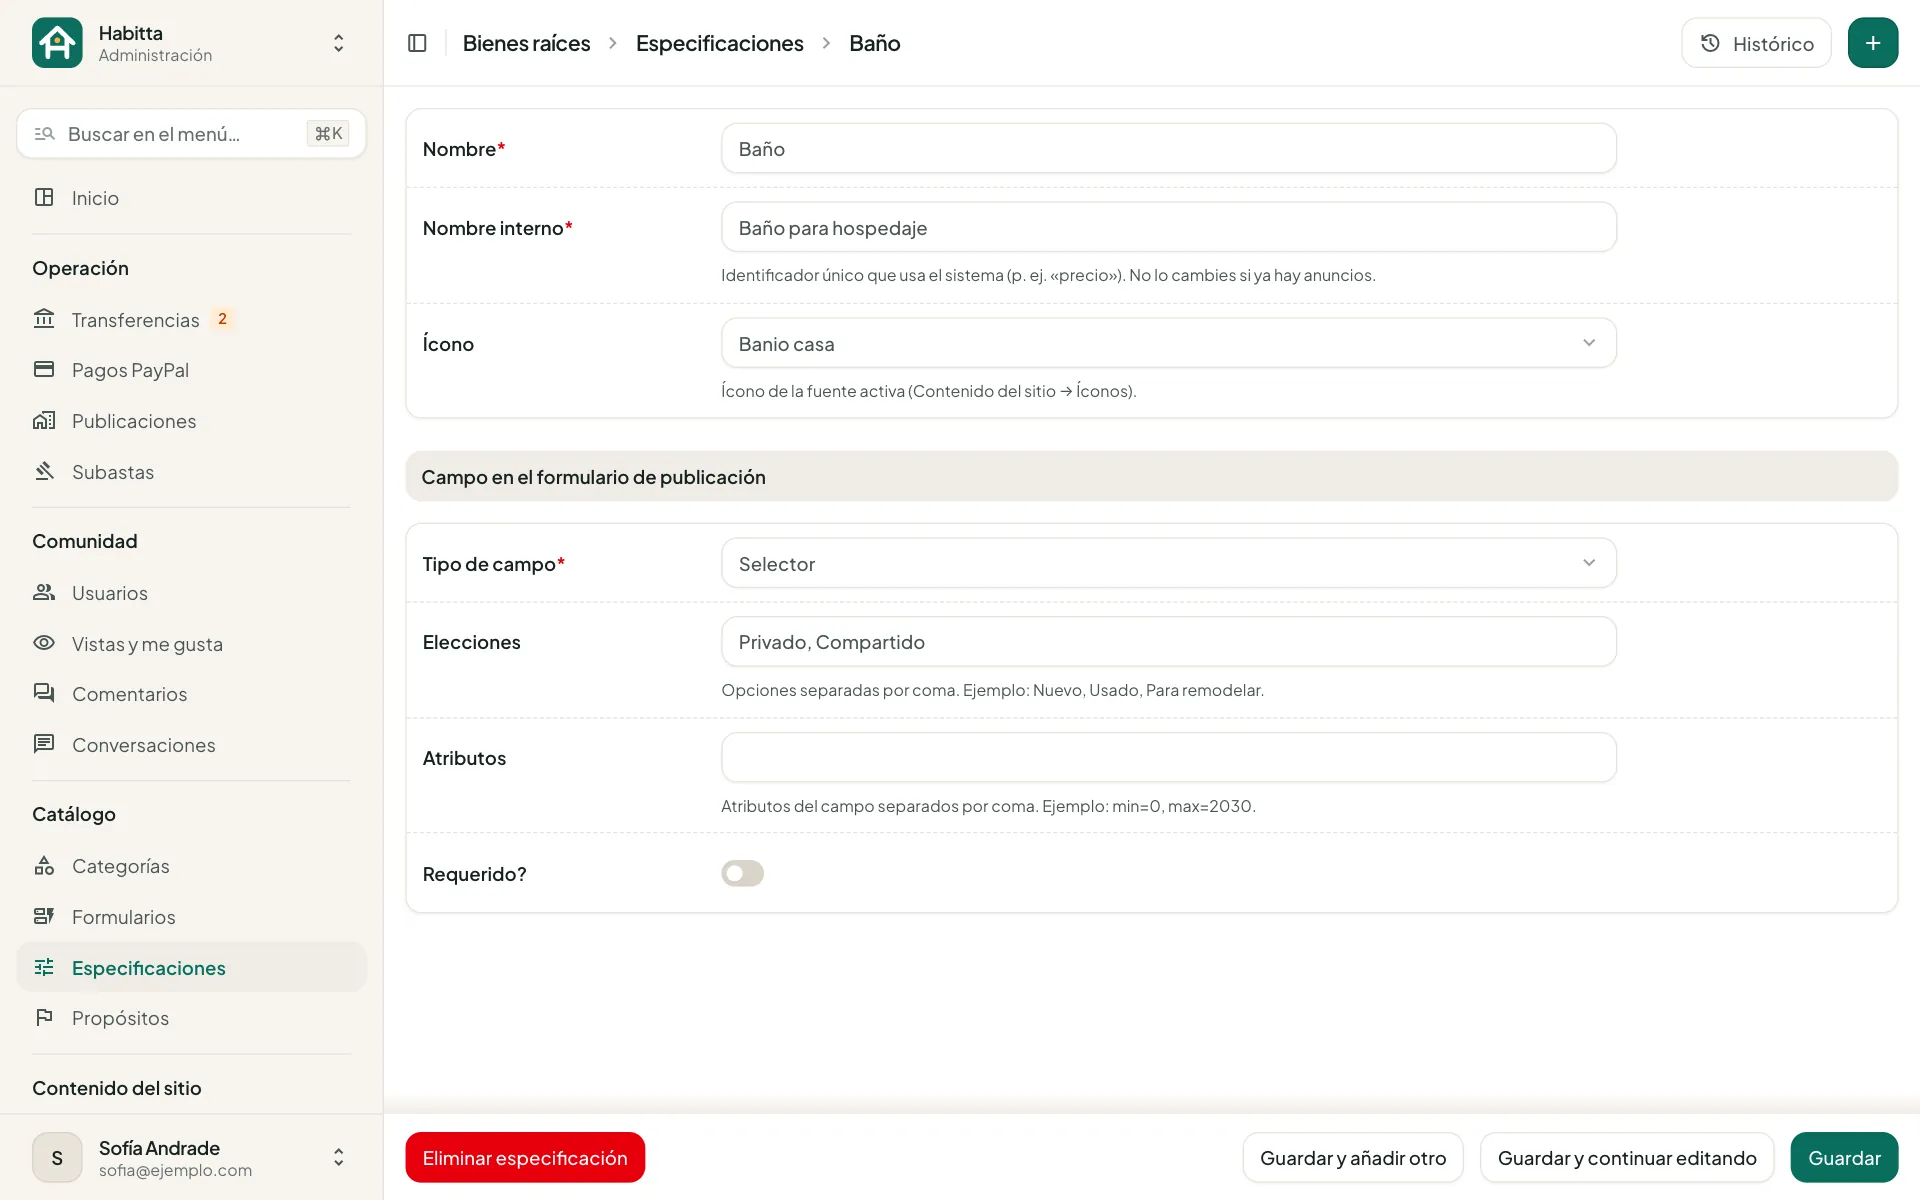 Habitta
Administración
Buscar en el menú...
⌘K
Inicio
Operación
Transferencias 2
Pagos PayPal
Publicaciones
Subastas
Comunidad
Usuarios
Vistas y me gusta
Comentarios
Conversaciones
Catálogo
Categorías
Formularios
Especificaciones
Propósitos
Contenido del sitio
S
Sofía Andrade
sofia@ejemplo.com
Bienes raíces > Especificaciones > Baño
Histórico
+
Nombre*
Baño
Nombre interno*
Baño para hospedaje
Identificador único que usa el sistema (p. ej. «precio»). No lo cambies si ya hay anuncios.
Ícono
Banio casa
Ícono de la fuente activa (Contenido del sitio → Íconos).
Campo en el formulario de publicación
Tipo de campo*
Selector
Elecciones
Privado, Compartido
Opciones separadas por coma. Ejemplo: Nuevo, Usado, Para remodelar.
Atributos
Atributos del campo separados por coma. Ejemplo: min=0, max=2030.
Requerido?
Eliminar especificación
Guardar y añadir otro
Guardar y continuar editando
Guardar